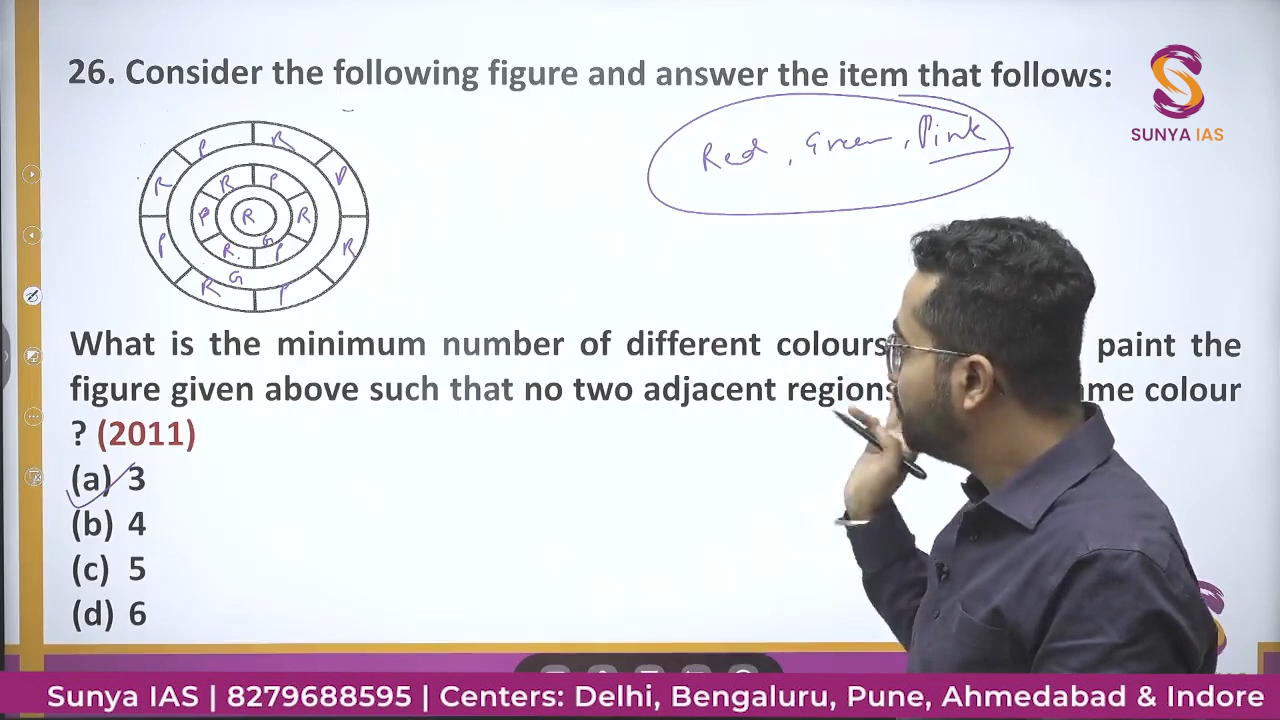 26. Consider the following figure and answer the item that follows:
SUNYA IAS
Red, Green, Pink
P R
R P
R P
P R
R
R P
G
P R
G
R P
What is the minimum number of different colours paint the
figure given above such that no two adjacent regions me colour
? (2011)
(a) 3
(b) 4
(c) 5
(d) 6
Sunya IAS | 8279688595 | Centers: Delhi, Bengaluru, Pune, Ahmedabad & Indore